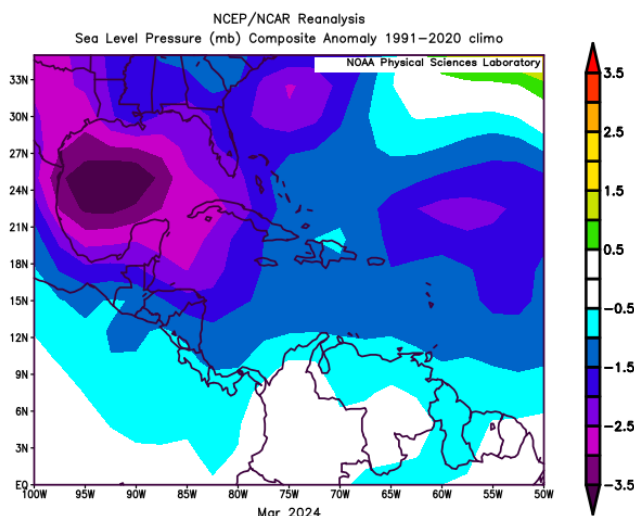 NCEP/NCAR Reanalysis
Sea Level Pressure (mb) Composite Anomaly 1991-2020 climo
NOAA Physical Sciences Laboratory
33N
30N
27N
24N
21N
18N
15N
12N
9N
6N
3N
EQ
100W 95W 90W 85W 80W 75W 70W 65W 60W 55W 50W
Mar 2024
3.5
2.5
1.5
0.5
-0.5
-1.5
-2.5
-3.5